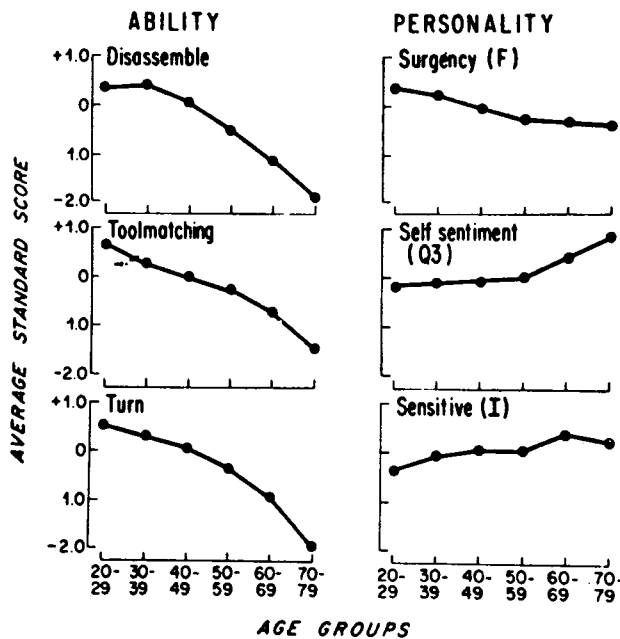 ABILITY
PERSONALITY
Disassemble
+1.0
0
1.0
-2.0
Surgency (F)
Toolmatching
+1.0
0
1.0
-2.0
Self sentiment
(Q3)
Turn
+1.0
0
1.0
-2.0
Sensitive (I)
AVERAGE STANDARD SCORE
20- 30- 40- 50- 60- 70-
29 39 49 59 69 79
20- 30- 40- 50- 60- 70-
29 39 49 59 69 79
AGE GROUPS